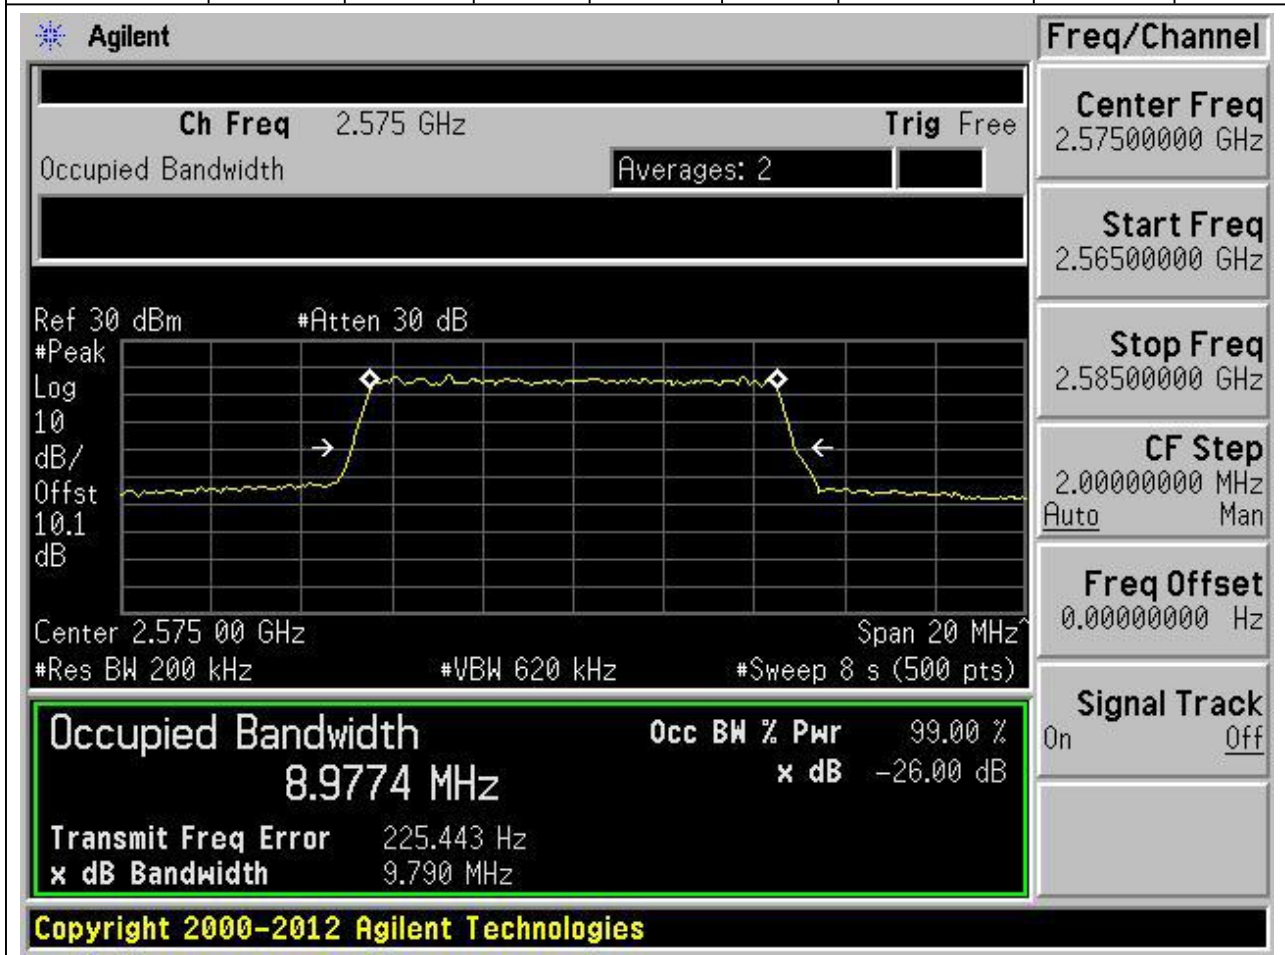 Agilent
Freq/Channel
Ch Freq 2.575 GHz Trig Free
Occupied Bandwidth Averages: 2
Center Freq
2.57500000 GHz
Start Freq
2.56500000 GHz
Stop Freq
2.58500000 GHz
CF Step
2.00000000 MHz
Auto Man
Freq Offset
0.00000000 Hz
Signal Track
On Off
Ref 30 dBm #Atten 30 dB
#Peak
Log
10
dB/
Offst
10.1
dB
Center 2.575 00 GHz Span 20 MHz^
#Res BW 200 kHz #VBW 620 kHz #Sweep 8 s (500 pts)
Occupied Bandwidth Occ BW % Pwr 99.00 %
8.9774 MHz x dB -26.00 dB
Transmit Freq Error 225.443 Hz
x dB Bandwidth 9.790 MHz
Copyright 2000-2012 Agilent Technologies